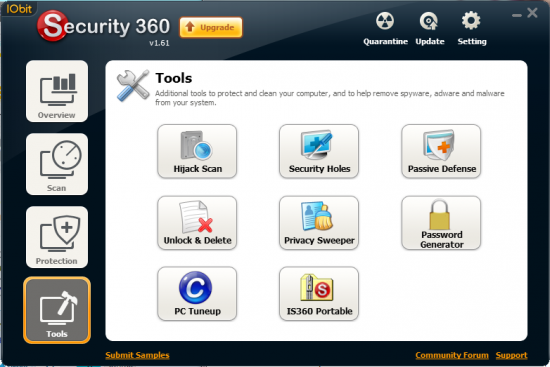 IObit
Security 360
v1.61
Upgrade
Quarantine Update Setting
Overview
Scan
Protection
Tools
Tools
Additional tools to protect and clean your computer, and to help remove spyware, adware and malware
from your system.
Hijack Scan
Security Holes
Passive Defense
Unlock & Delete
Privacy Sweeper
Password
Generator
PC Tuneup
IS360 Portable
Submit Samples
Community Forum Support